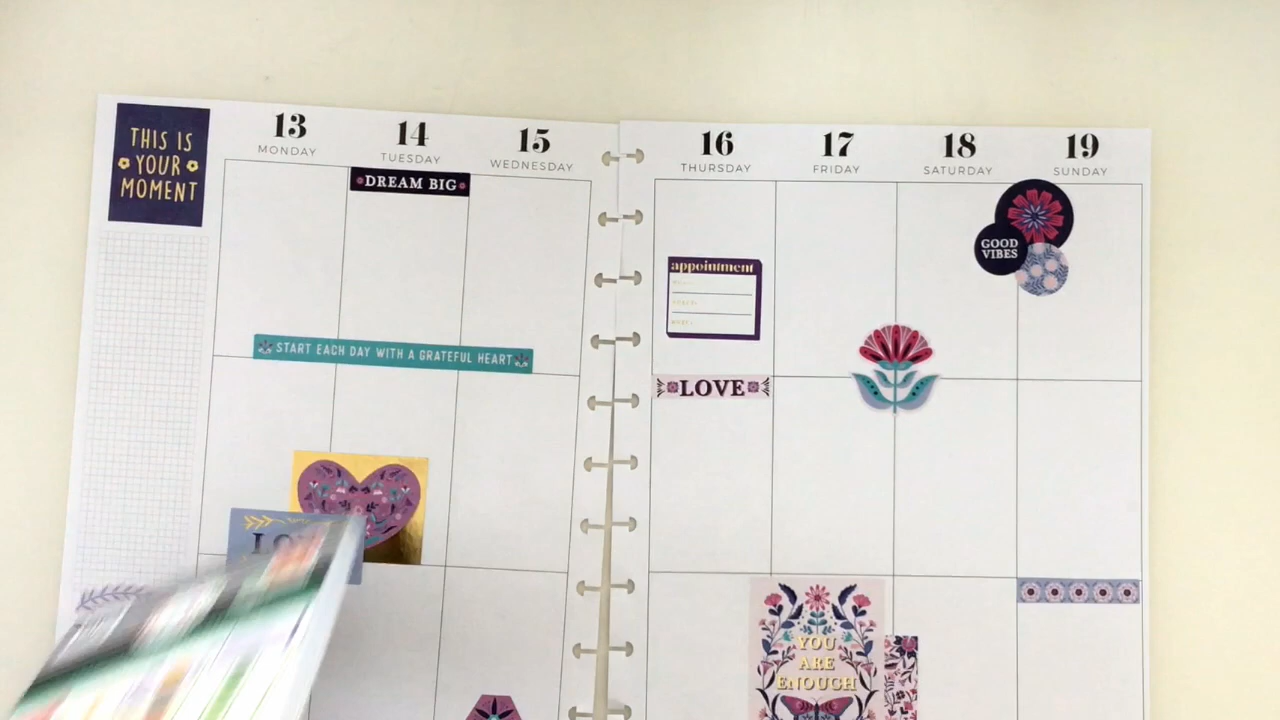 THIS IS
YOUR
MOMENT
13
MONDAY
14
TUESDAY
15
WEDNESDAY
DREAM BIG
START EACH DAY WITH A GRATEFUL HEART
16
THURSDAY
17
FRIDAY
18
SATURDAY
19
SUNDAY
GOOD
VIBES
appointment
LOVE
YOU
ARE
ENOUGH